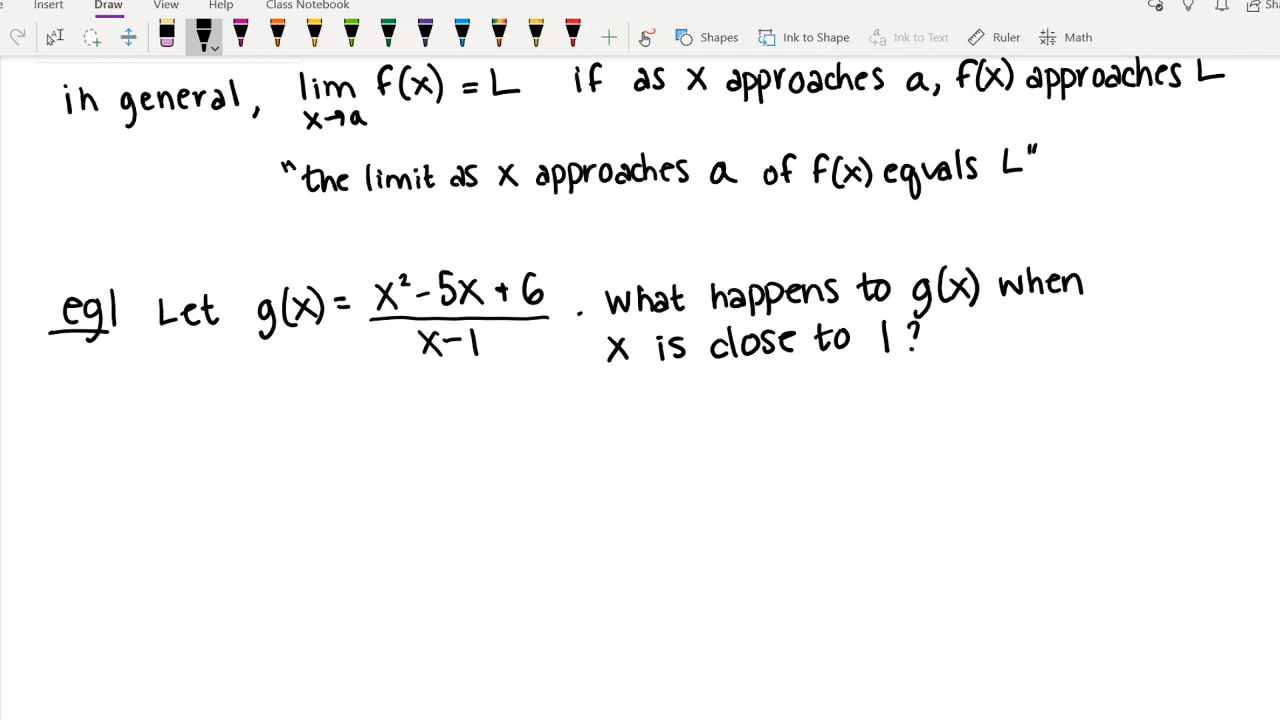 Insert Draw View Help Class Notebook
Shapes Ink to Shape Ink to Text Ruler Math
in general, lim x→a f(x) = L if as x approaches a, f(x) approaches L
"the limit as x approaches a of f(x) equals L"
eg1 Let g(x) = x² - 5x + 6 / x - 1 . What happens to g(x) when
x is close to 1?